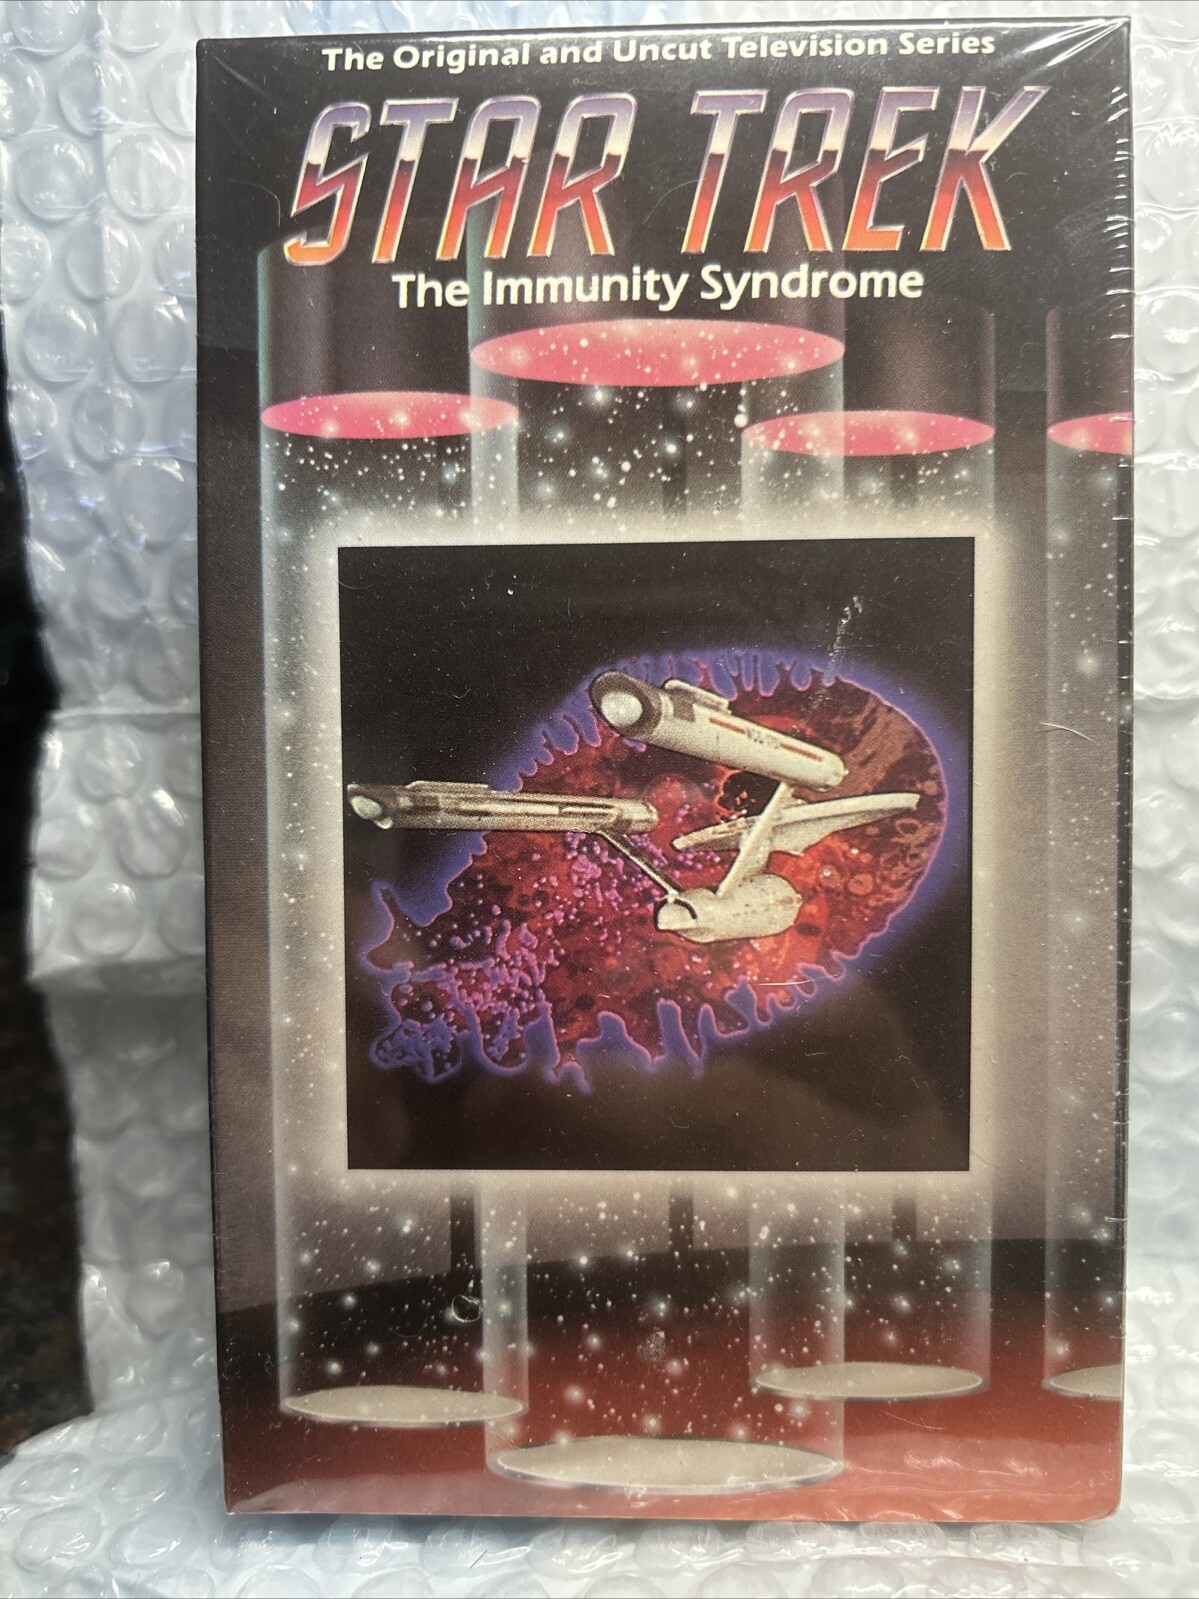 The Original and Uncut Television Series
STAR TREK
The Immunity Syndrome